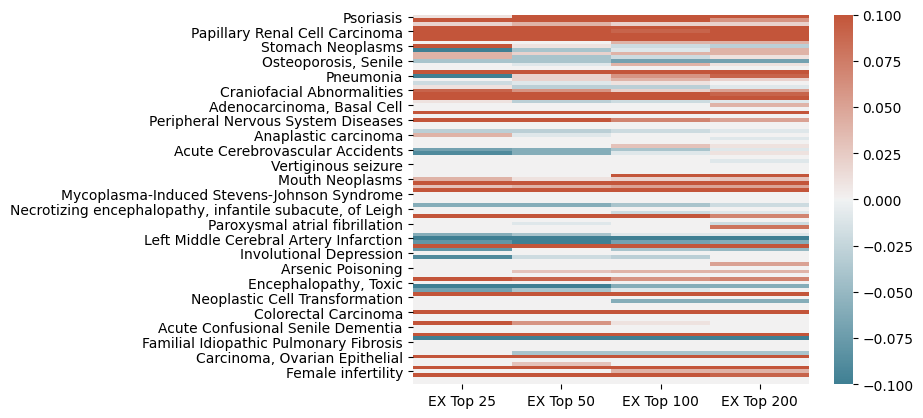 Psoriasis
Papillary Renal Cell Carcinoma
Stomach Neoplasms
Osteoporosis, Senile
Pneumonia
Craniofacial Abnormalities
Adenocarcinoma, Basal Cell
Peripheral Nervous System Diseases
Anaplastic carcinoma
Acute Cerebrovascular Accidents
Vertiginous seizure
Mouth Neoplasms
Mycoplasma-Induced Stevens-Johnson Syndrome
Necrotizing encephalopathy, infantile subacute, of Leigh
Paroxysmal atrial fibrillation
Left Middle Cerebral Artery Infarction
Involutional Depression
Arsenic Poisoning
Encephalopathy, Toxic
Neoplastic Cell Transformation
Colorectal Carcinoma
Acute Confusional Senile Dementia
Familial Idiopathic Pulmonary Fibrosis
Carcinoma, Ovarian Epithelial
Female infertility
EX Top 25
EX Top 50
EX Top 100
EX Top 200
0.100
0.075
0.050
0.025
0.000
−0.025
−0.050
−0.075
−0.100